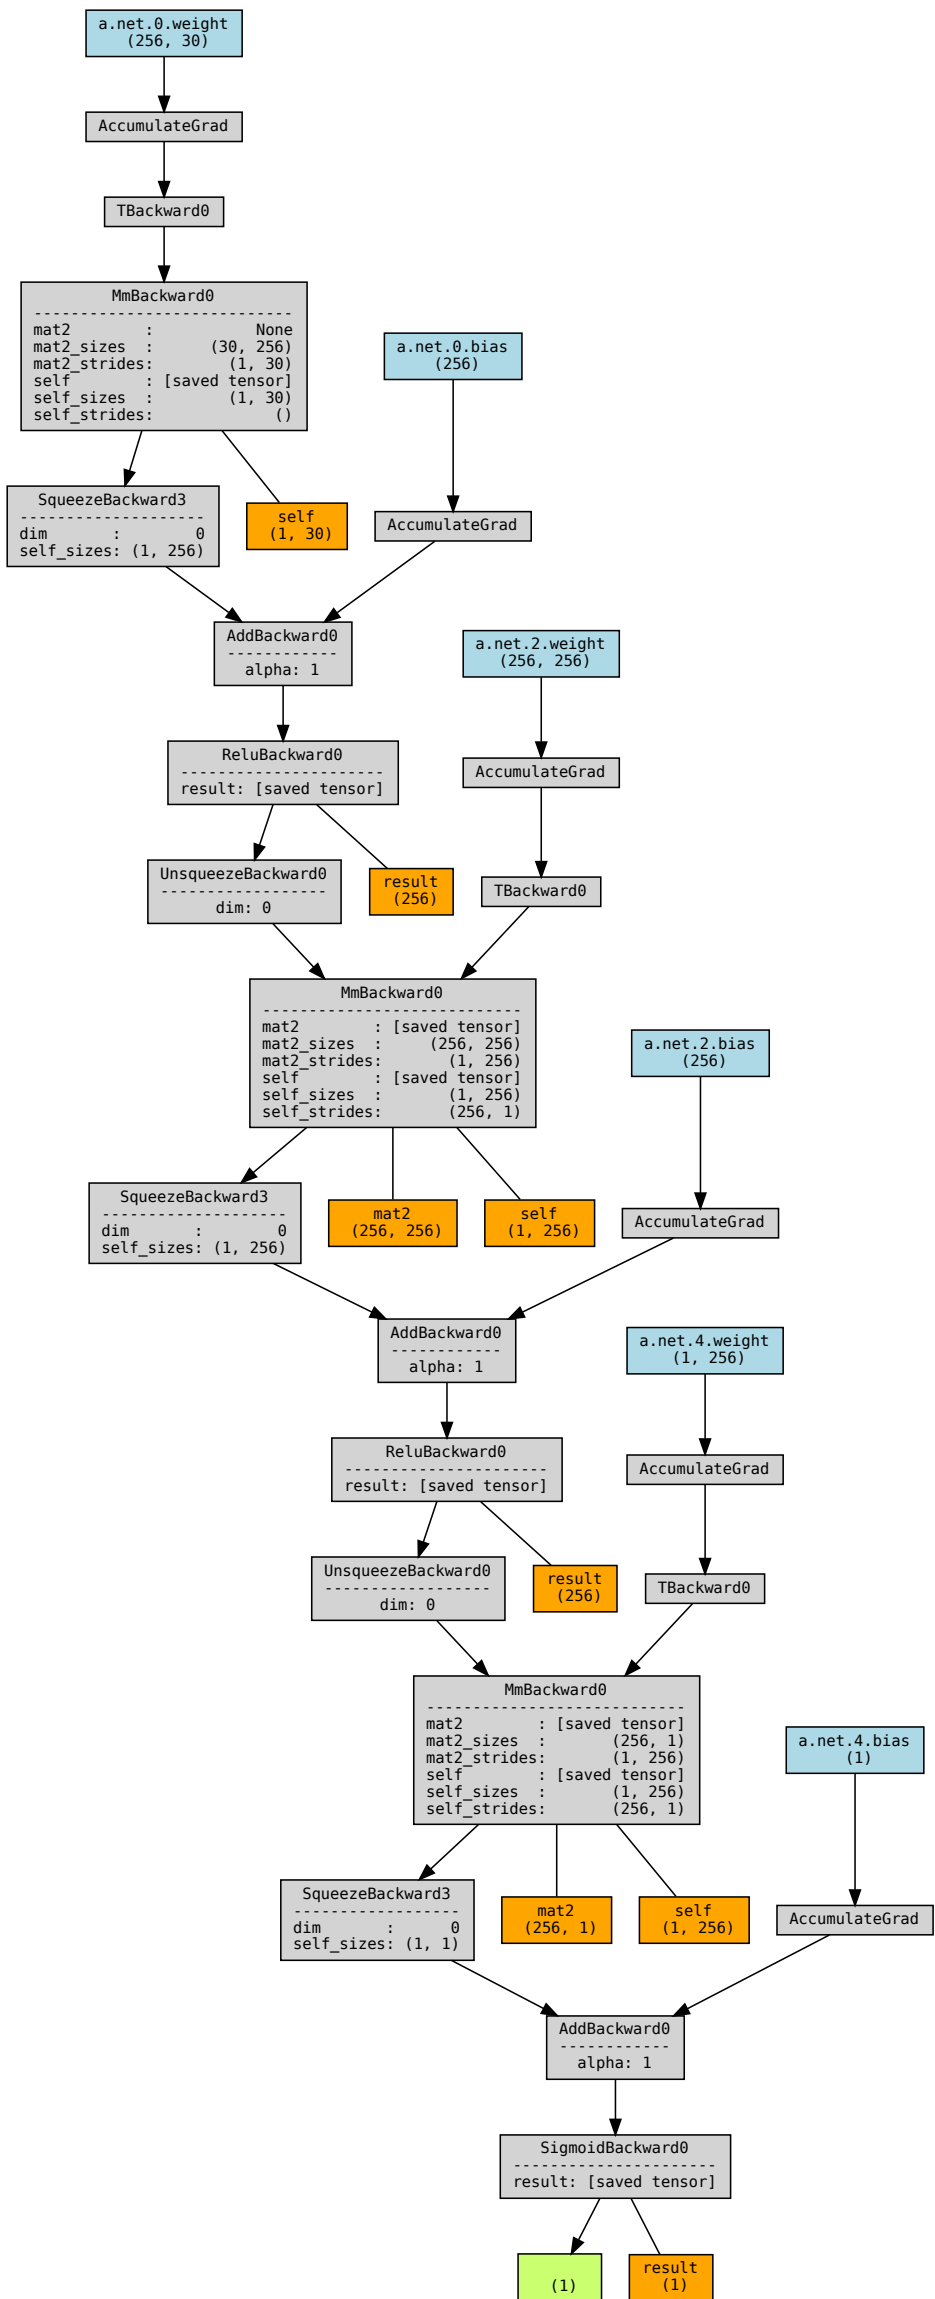 a.net.0.weight
(256, 30)
AccumulateGrad
TBackward0
MmBackward0
----------------------------
mat2        :           None
mat2_sizes  :      (30, 256)
mat2_strides:        (1, 30)
self        : [saved tensor]
self_sizes  :        (1, 30)
self_strides:             ()
a.net.0.bias
(256)
SqueezeBackward3
--------------------
dim       :        0
self_sizes: (1, 256)
self
(1, 30)
AccumulateGrad
AddBackward0
------------
alpha: 1
a.net.2.weight
(256, 256)
ReluBackward0
----------------------
result: [saved tensor]
AccumulateGrad
UnsqueezeBackward0
------------------
dim: 0
result
(256)
TBackward0
MmBackward0
----------------------------
mat2        : [saved tensor]
mat2_sizes  :     (256, 256)
mat2_strides:       (1, 256)
self        : [saved tensor]
self_sizes  :       (1, 256)
self_strides:       (256, 1)
a.net.2.bias
(256)
SqueezeBackward3
--------------------
dim       :        0
self_sizes: (1, 256)
mat2
(256, 256)
self
(1, 256)
AccumulateGrad
AddBackward0
------------
alpha: 1
a.net.4.weight
(1, 256)
ReluBackward0
----------------------
result: [saved tensor]
AccumulateGrad
UnsqueezeBackward0
------------------
dim: 0
result
(256)
TBackward0
MmBackward0
----------------------------
mat2        : [saved tensor]
mat2_sizes  :       (256, 1)
mat2_strides:       (1, 256)
self        : [saved tensor]
self_sizes  :       (1, 256)
self_strides:       (256, 1)
a.net.4.bias
(1)
SqueezeBackward3
------------------
dim       :      0
self_sizes: (1, 1)
mat2
(256, 1)
self
(1, 256)
AccumulateGrad
AddBackward0
------------
alpha: 1
SigmoidBackward0
----------------------
result: [saved tensor]
(1)
result
(1)